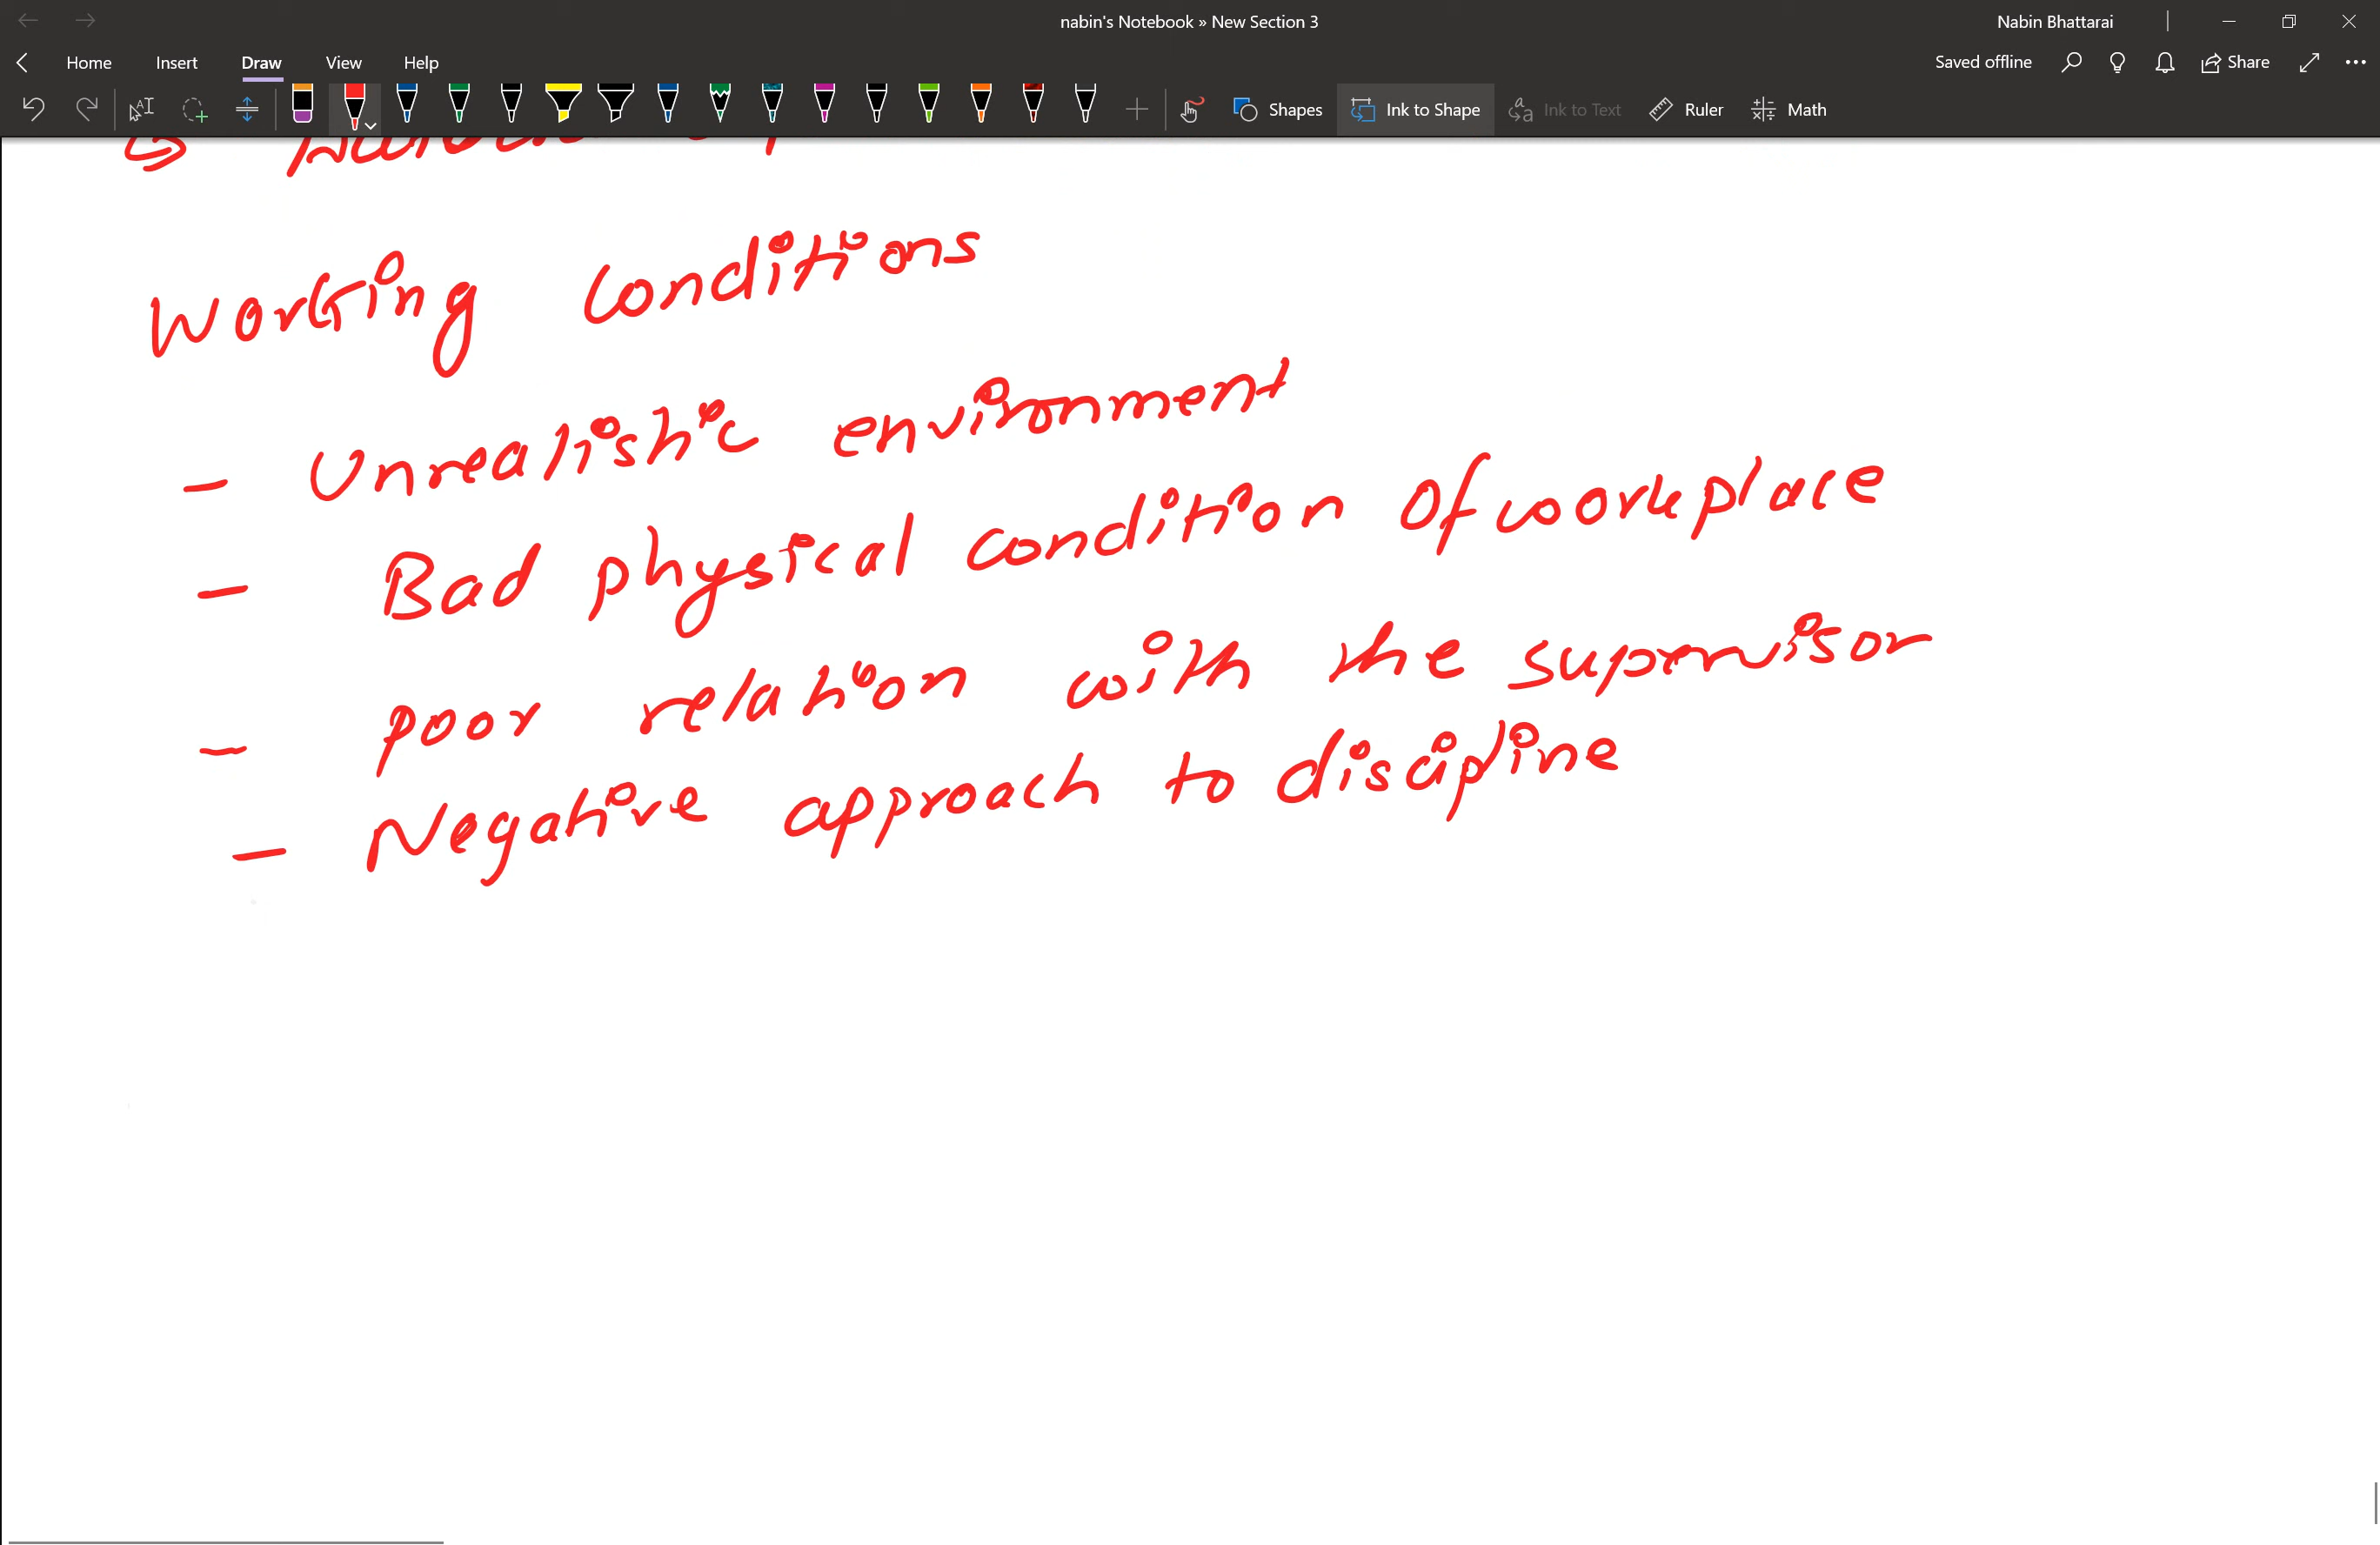 nabin's Notebook » New Section 3
Nabin Bhattarai
Home Insert Draw View Help
Saved offline Share
Shapes Ink to Shape Ink to Text Ruler Math
Working Conditions
- Unrealistic environment
- Bad physical condition of workplace
- poor relation with the supervisor
- Negative approach to discipline